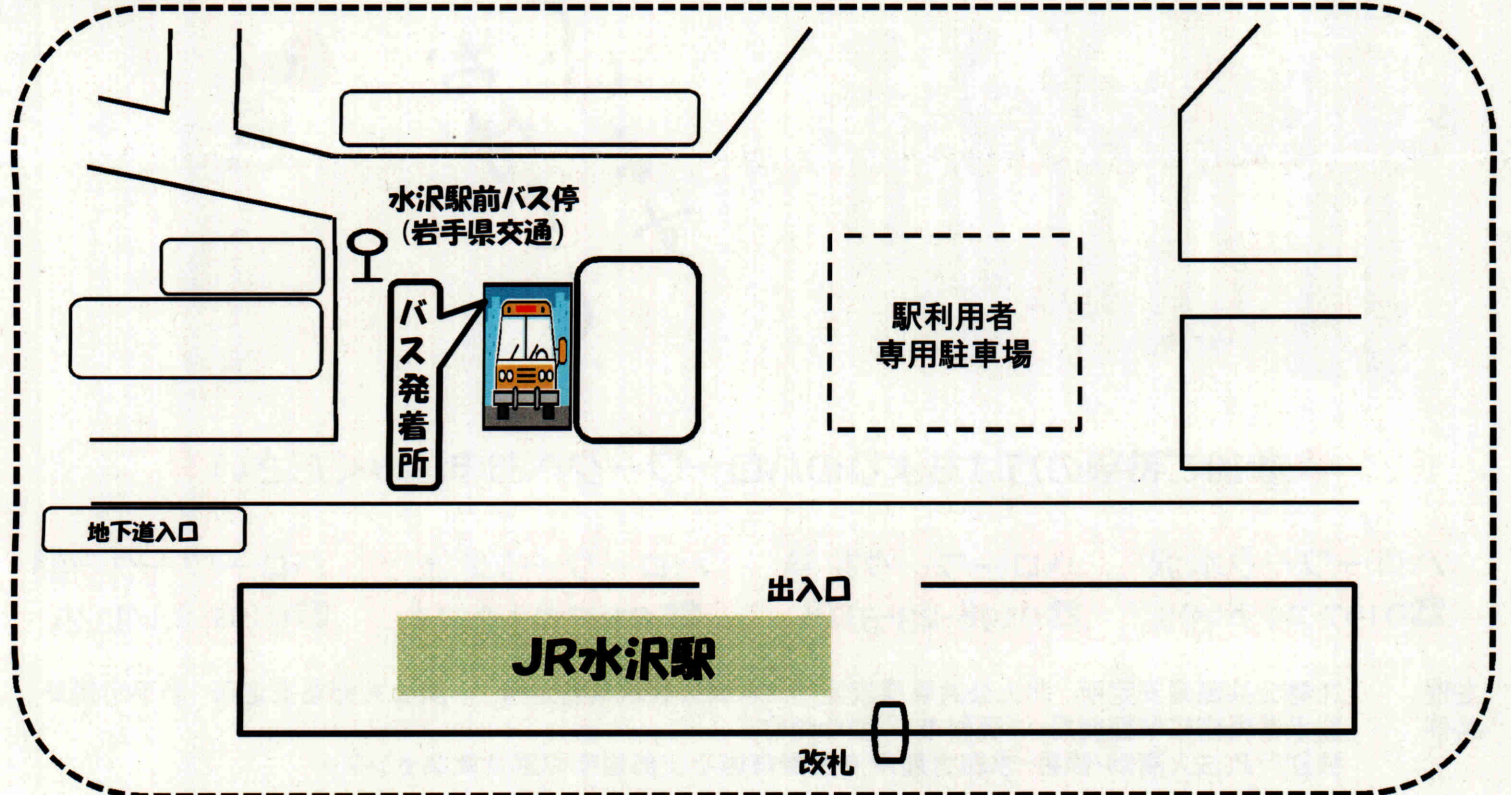 水沢駅前バス停
(岩手県交通)
バス発着所
駅利用者
専用駐車場
地下道入口
出入口
JR水沢駅
改札